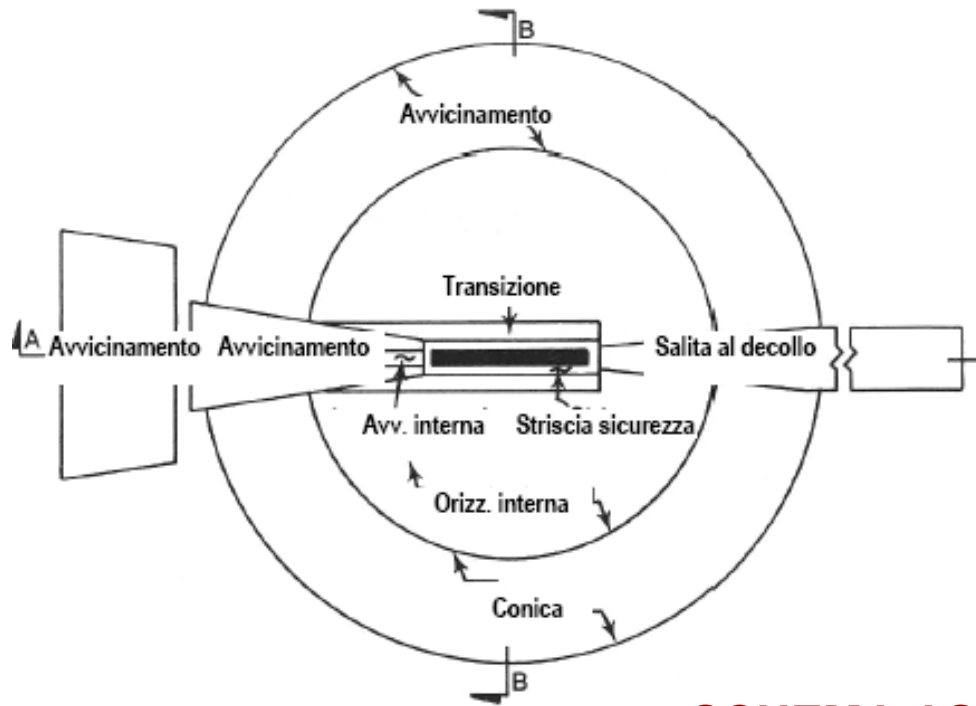 B
Avvicinamento
Transizione
A Avvicinamento Avvicinamento Salita al decollo
Avv. interna Striscia sicurezza
Orizz. interna
Conica
B